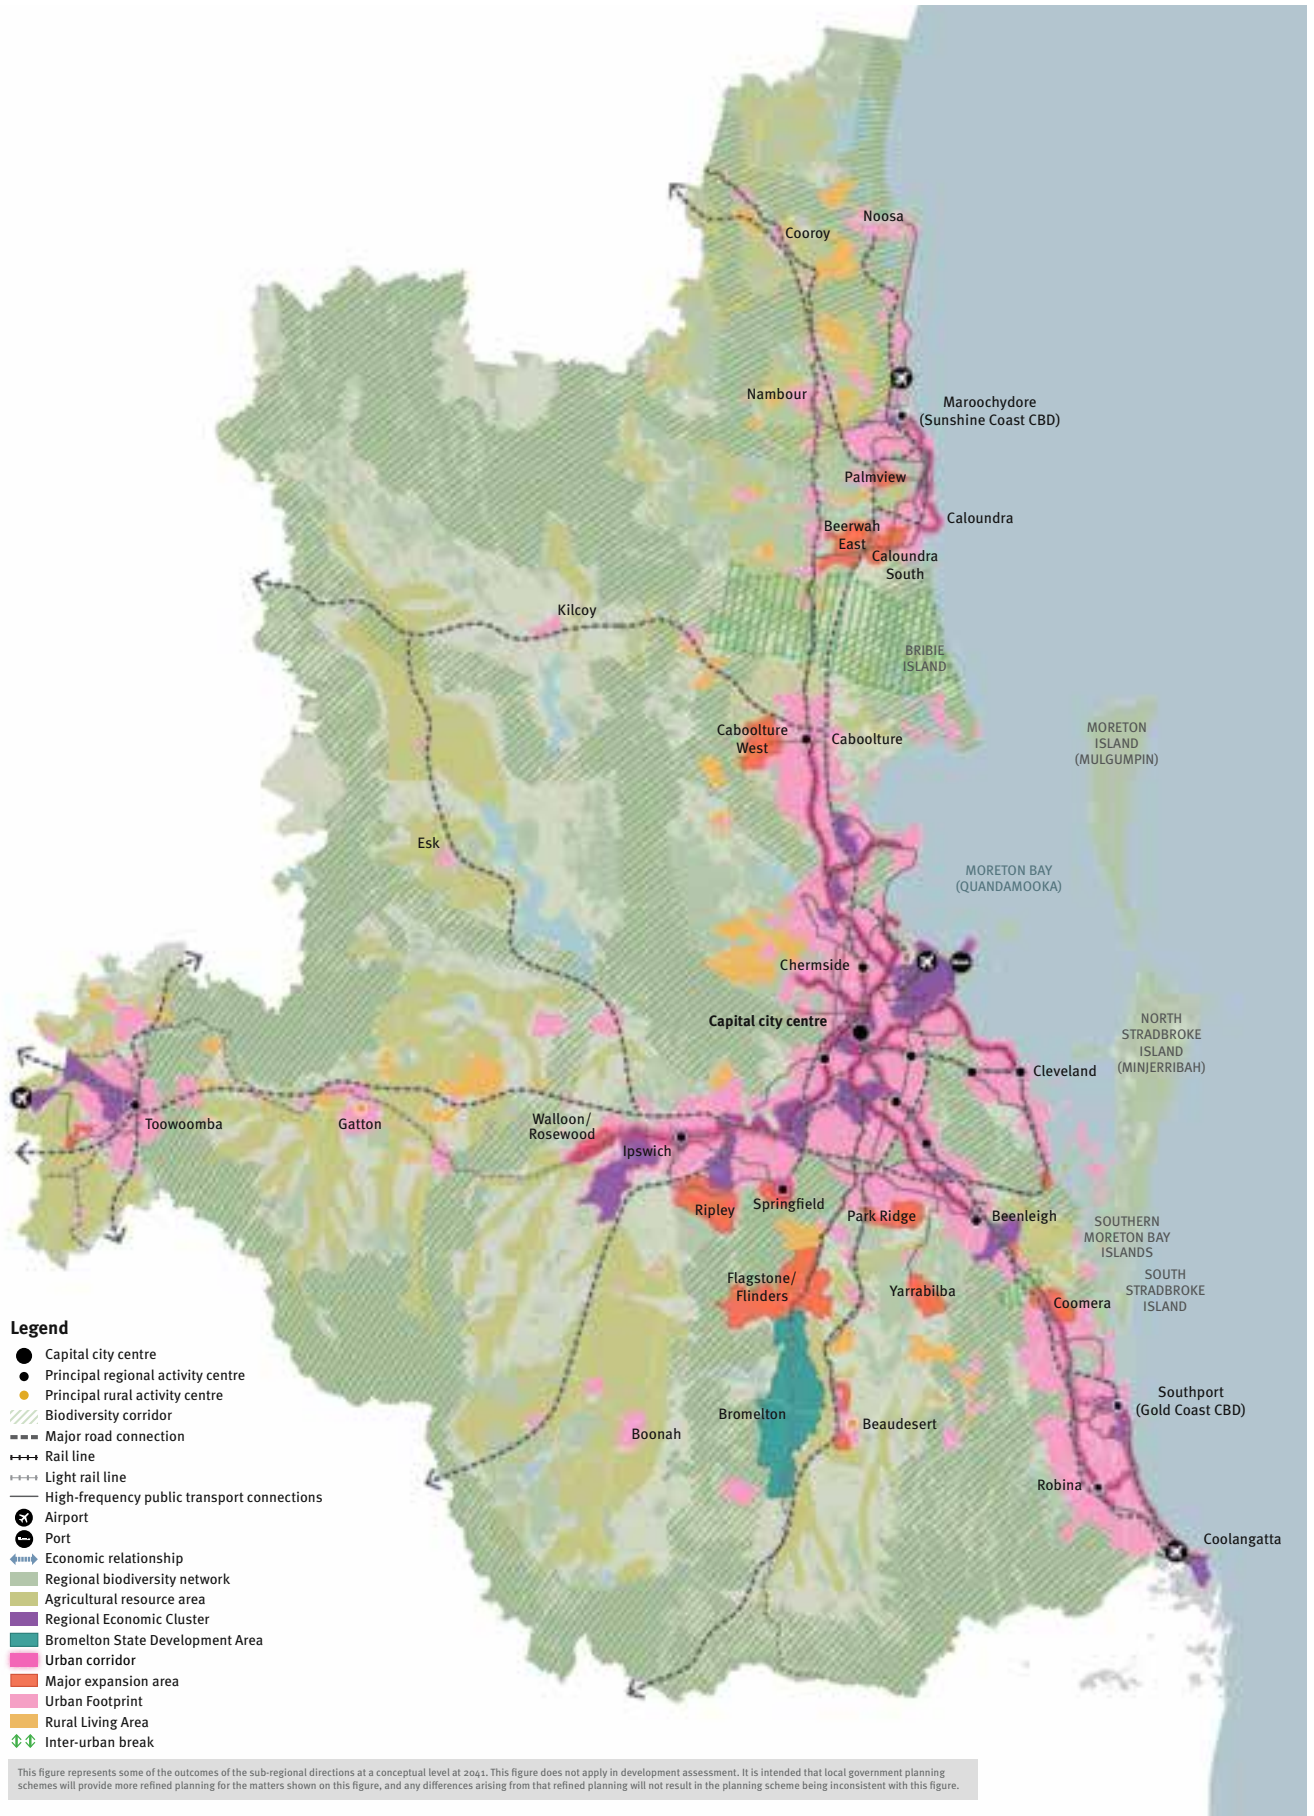 Noosa
Cooroy
Nambour
Maroochydore
(Sunshine Coast CBD)
Palmview
Caloundra
Beerwah
East
Caloundra
South
Kilcoy
BRIBIE
ISLAND
Caboolture
West
Caboolture
MORETON
ISLAND
(MULGUMPIN)
Esk
MORETON BAY
(QUANDAMOOKA)
Chermside
Capital city centre
NORTH
STRADBROKE
ISLAND
(MINJERRIBAH)
Cleveland
Toowoomba
Gatton
Walloon/
Rosewood
Ipswich
Ripley
Springfield
Park Ridge
Beenleigh
SOUTHERN
MORETON BAY
ISLANDS
SOUTH
STRADBROKE
ISLAND
Flagstone/
Flinders
Yarrabilba
Coomera
Southport
(Gold Coast CBD)
Bromelton
Beaudesert
Boonah
Robina
Coolangatta
Legend
Capital city centre
Principal regional activity centre
Principal rural activity centre
Biodiversity corridor
Major road connection
Rail line
Light rail line
High-frequency public transport connections
Airport
Port
Economic relationship
Regional biodiversity network
Agricultural resource area
Regional Economic Cluster
Bromelton State Development Area
Urban corridor
Major expansion area
Urban Footprint
Rural Living Area
Inter-urban break
This figure represents some of the outcomes of the sub-regional directions at a conceptual level at 2041. This figure does not apply in development assessment. It is intended that local government planning
schemes will provide more refined planning for the matters shown on this figure, and any differences arising from that refined planning will not result in the planning scheme being inconsistent with this figure.